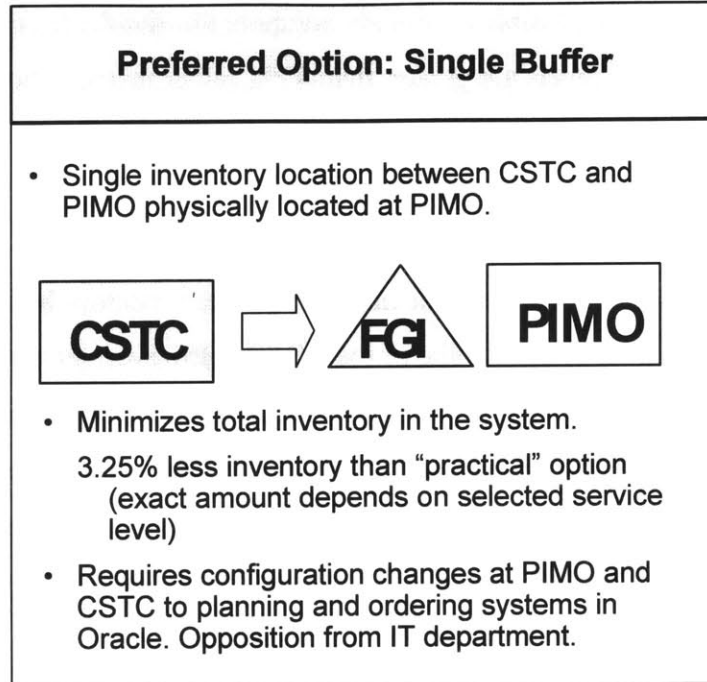 Preferred Option: Single Buffer
• Single inventory location between CSTC and
PIMO physically located at PIMO.
CSTC FGI PIMO
• Minimizes total inventory in the system.
3.25% less inventory than “practical” option
(exact amount depends on selected service
level)
• Requires configuration changes at PIMO and
CSTC to planning and ordering systems in
Oracle. Opposition from IT department.